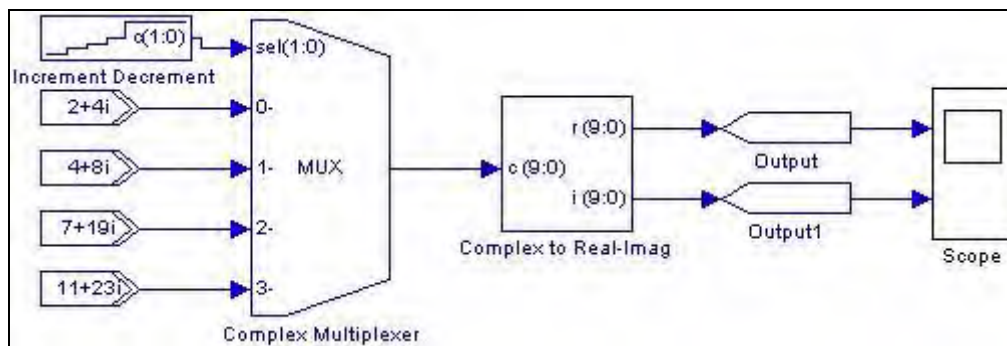 c(1:0)
sel(1:0)
Increment Decrement
2+4i
0-
4+8i
1-
MUX
7+19i
2-
11+23i
3-
Complex Multiplexer
r (9:0)
c (9:0)
i (9:0)
Complex to Real-Imag
Output
Output1
Scope